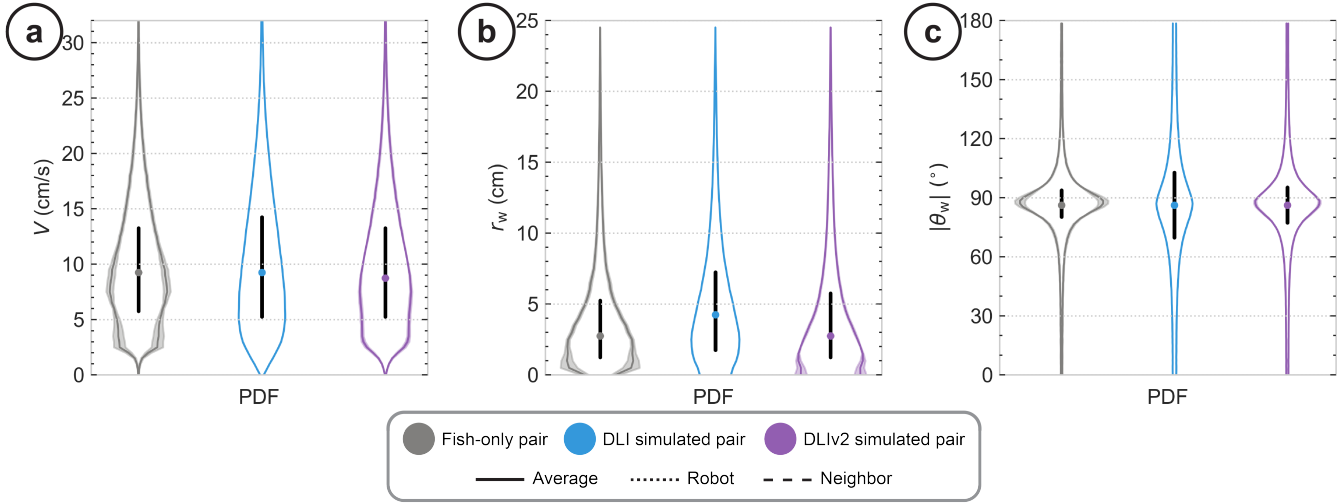 a
b
c
V (cm/s)
30
25
20
15
10
5
0
PDF
r_w (cm)
25
20
15
10
5
0
PDF
|θ_w| (°)
180
150
120
90
60
30
0
PDF
Fish-only pair DLI simulated pair DLIv2 simulated pair
Average Robot Neighbor